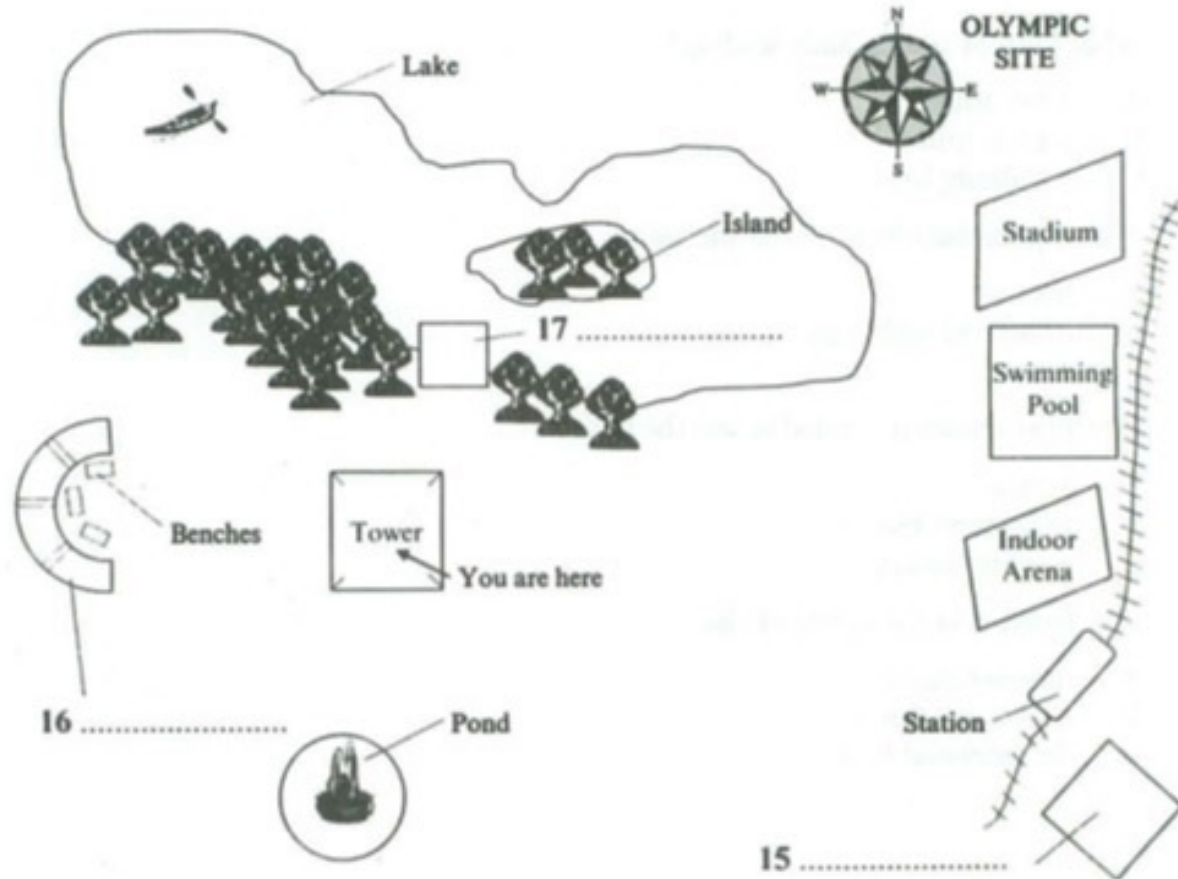 N
OLYMPIC
SITE
W
E
S
Lake
Island
Stadium
17 ..............................
Swimming
Pool
Benches
Tower
You are here
Indoor
Arena
16 ..............................
Pond
Station
15 ..............................